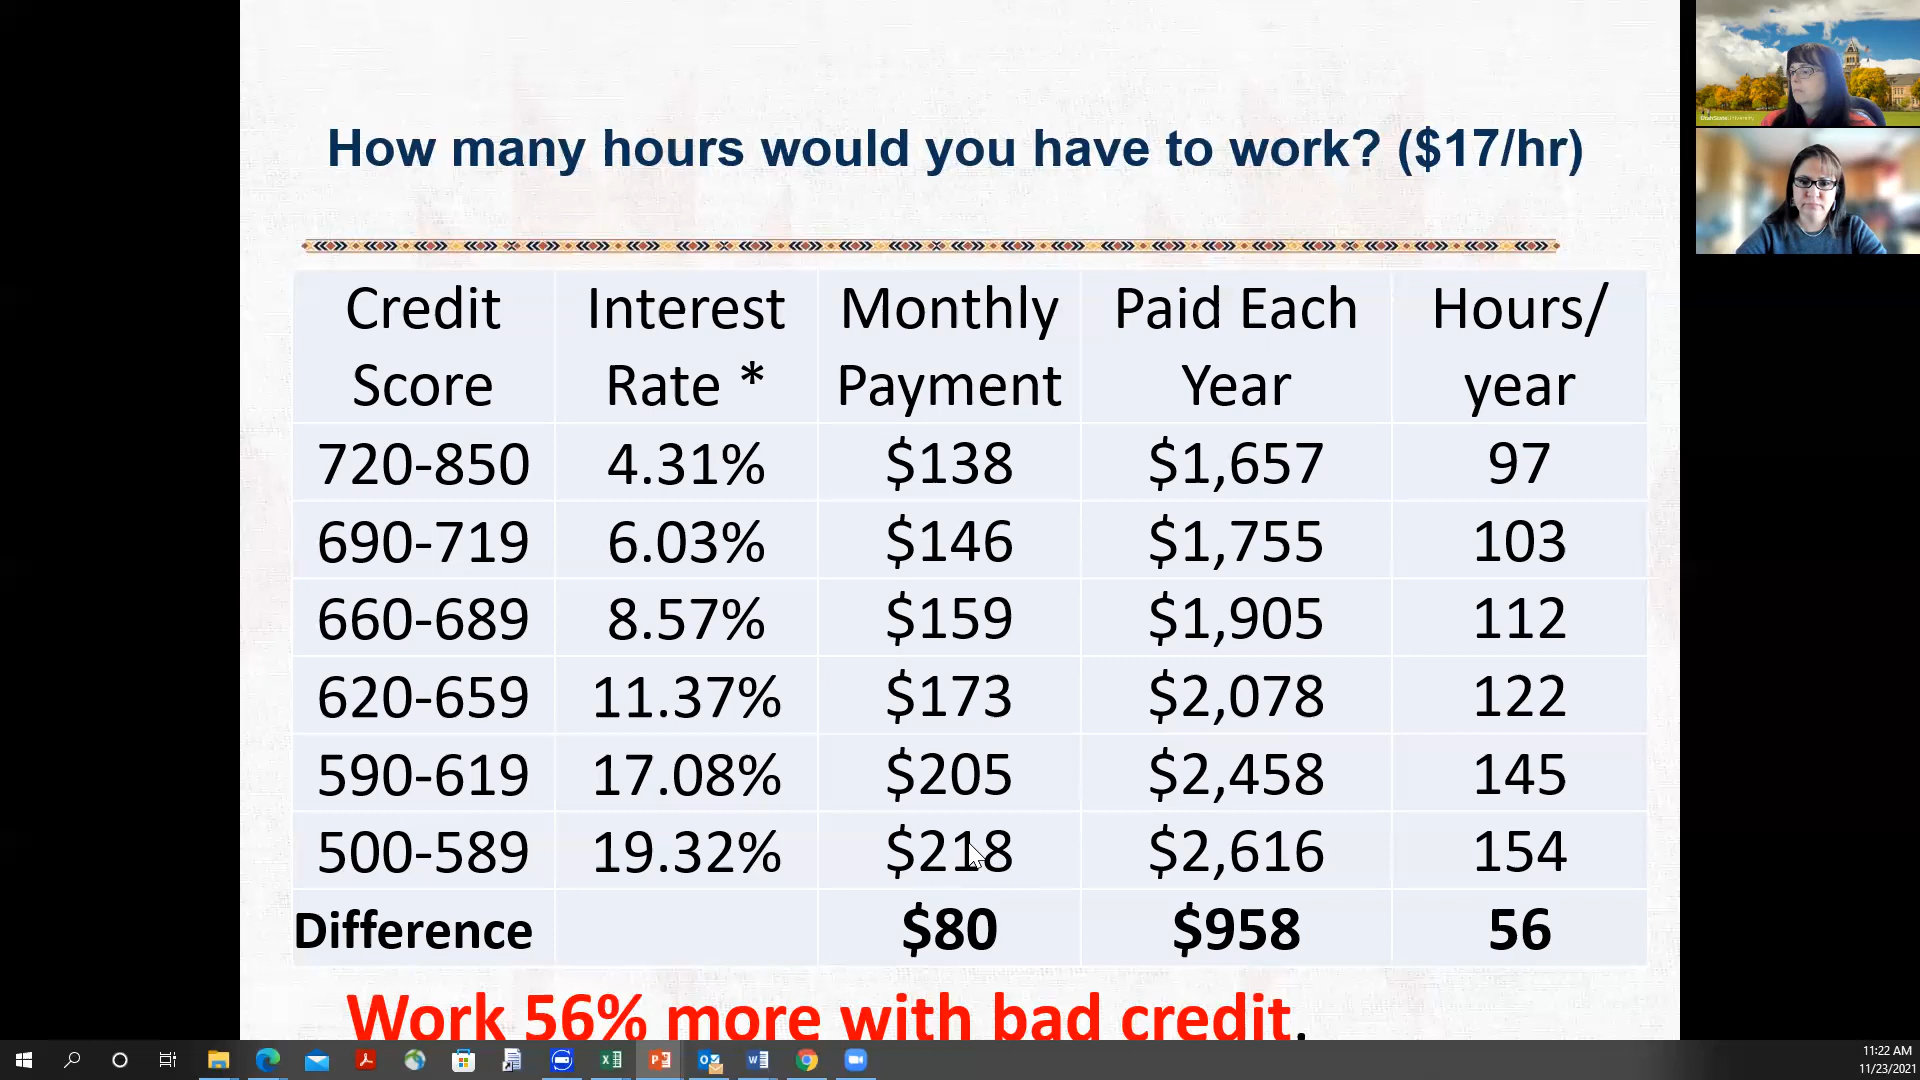 How many hours would you have to work? ($17/hr)
Credit Score Interest Rate * Monthly Payment Paid Each Year Hours/ year
720-850 4.31% $138 $1,657 97
690-719 6.03% $146 $1,755 103
660-689 8.57% $159 $1,905 112
620-659 11.37% $173 $2,078 122
590-619 17.08% $205 $2,458 145
500-589 19.32% $218 $2,616 154
Difference $80 $958 56
Work 56% more with bad credit.
UtahStateUniversity
11:22 AM
11/23/2021